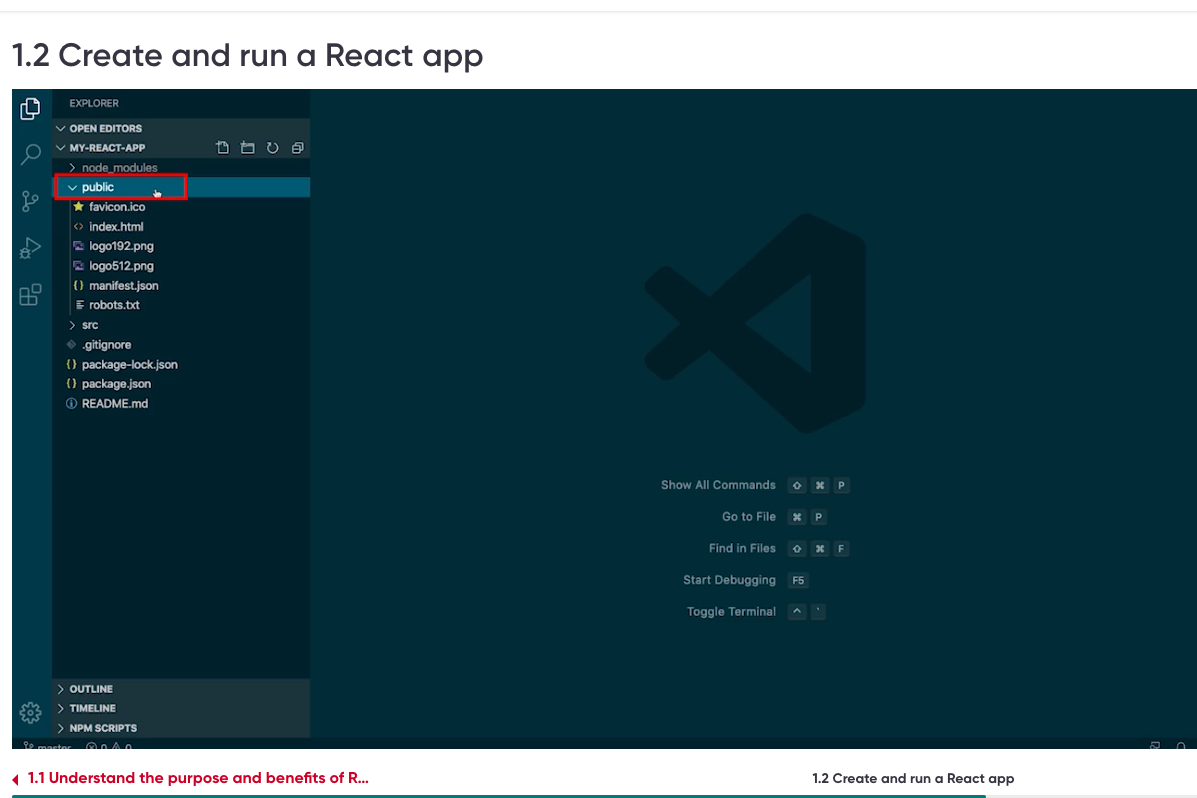 1.2 Create and run a React app
EXPLORER
OPEN EDITORS
MY-REACT-APP
node_modules
public
favicon.ico
index.html
logo192.png
logo512.png
manifest.json
robots.txt
src
.gitignore
package-lock.json
package.json
README.md
Show All Commands ⇧ ⌘ P
Go to File ⌘ P
Find in Files ⇧ ⌘ F
Start Debugging F5
Toggle Terminal ^ `
OUTLINE
TIMELINE
NPM SCRIPTS
master 0 0
1.1 Understand the purpose and benefits of R...
1.2 Create and run a React app